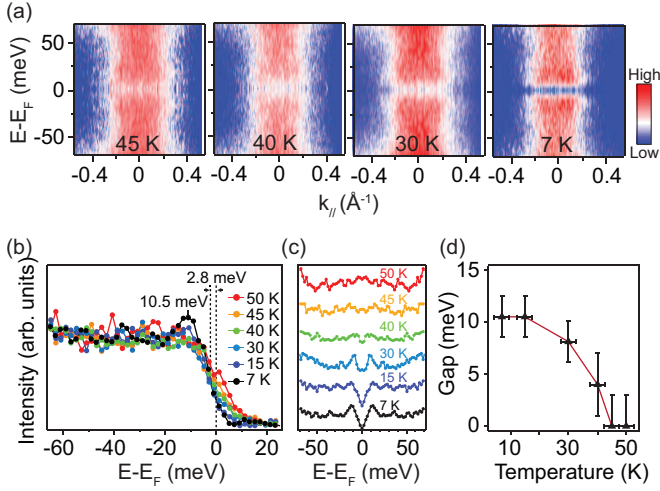 (a)
E-E_F (meV)
50
0
-50
45 K
40 K
30 K
7 K
-0.4 0 0.4
-0.4 0 0.4
-0.4 0 0.4
-0.4 0 0.4
k_// (Å⁻¹)
High
Low
(b)
Intensity (arb. units)
2.8 meV
10.5 meV
50 K
45 K
40 K
30 K
15 K
7 K
-60 -40 -20 0 20
E-E_F (meV)
(c)
50 K
45 K
40 K
30 K
15 K
7 K
-50 0 50
E-E_F (meV)
(d)
Gap (meV)
15
10
5
0
10 20 30 40 50
Temperature (K)